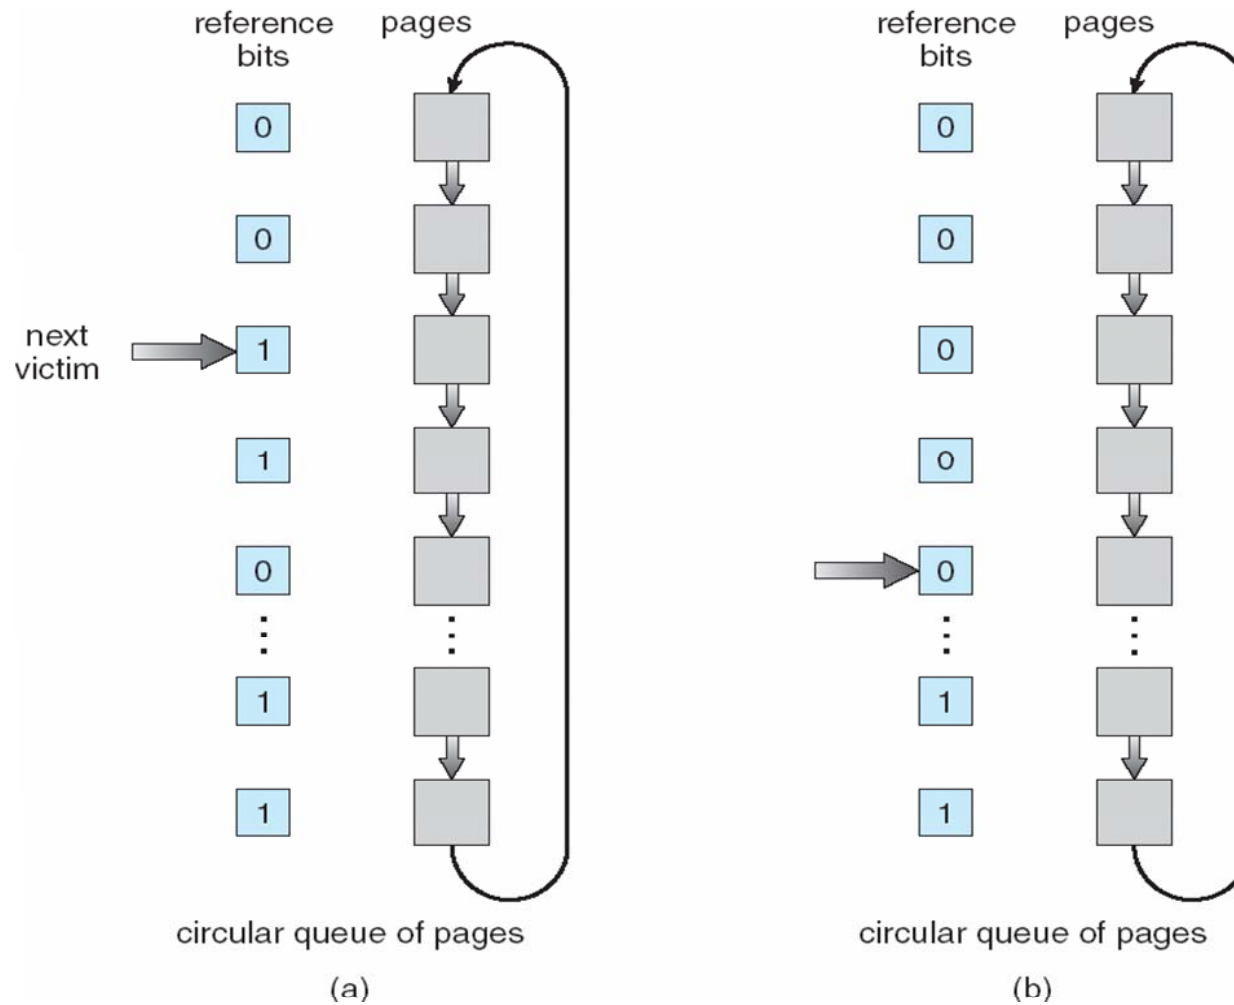 reference pages
bits
0
0
next
victim
1
1
0
1
1
circular queue of pages
(a)
reference pages
bits
0
0
0
0
0
1
1
circular queue of pages
(b)